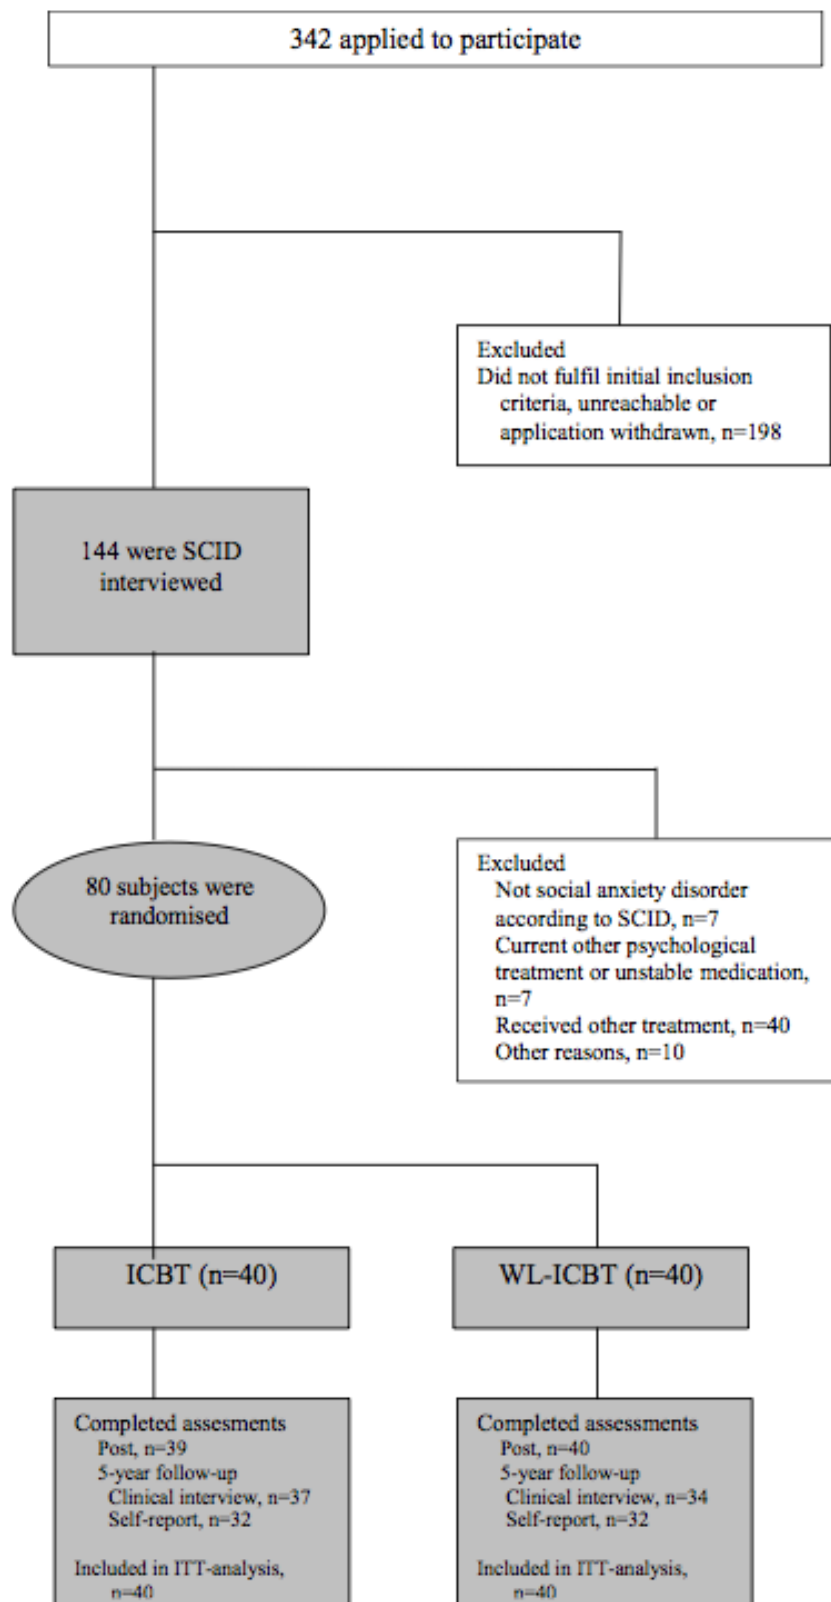 342 applied to participate
Excluded
Did not fulfil initial inclusion
criteria, unreachable or
application withdrawn, n=198
144 were SCID
interviewed
80 subjects were
randomised
Excluded
Not social anxiety disorder
according to SCID, n=7
Current other psychological
treatment or unstable medication,
n=7
Received other treatment, n=40
Other reasons, n=10
ICBT (n=40)
WL-ICBT (n=40)
Completed assesments
Post, n=39
5-year follow-up
Clinical interview, n=37
Self-report, n=32
Included in ITT-analysis,
n=40
Completed assessments
Post, n=40
5-year follow-up
Clinical interview, n=34
Self-report, n=32
Included in ITT-analysis,
n=40